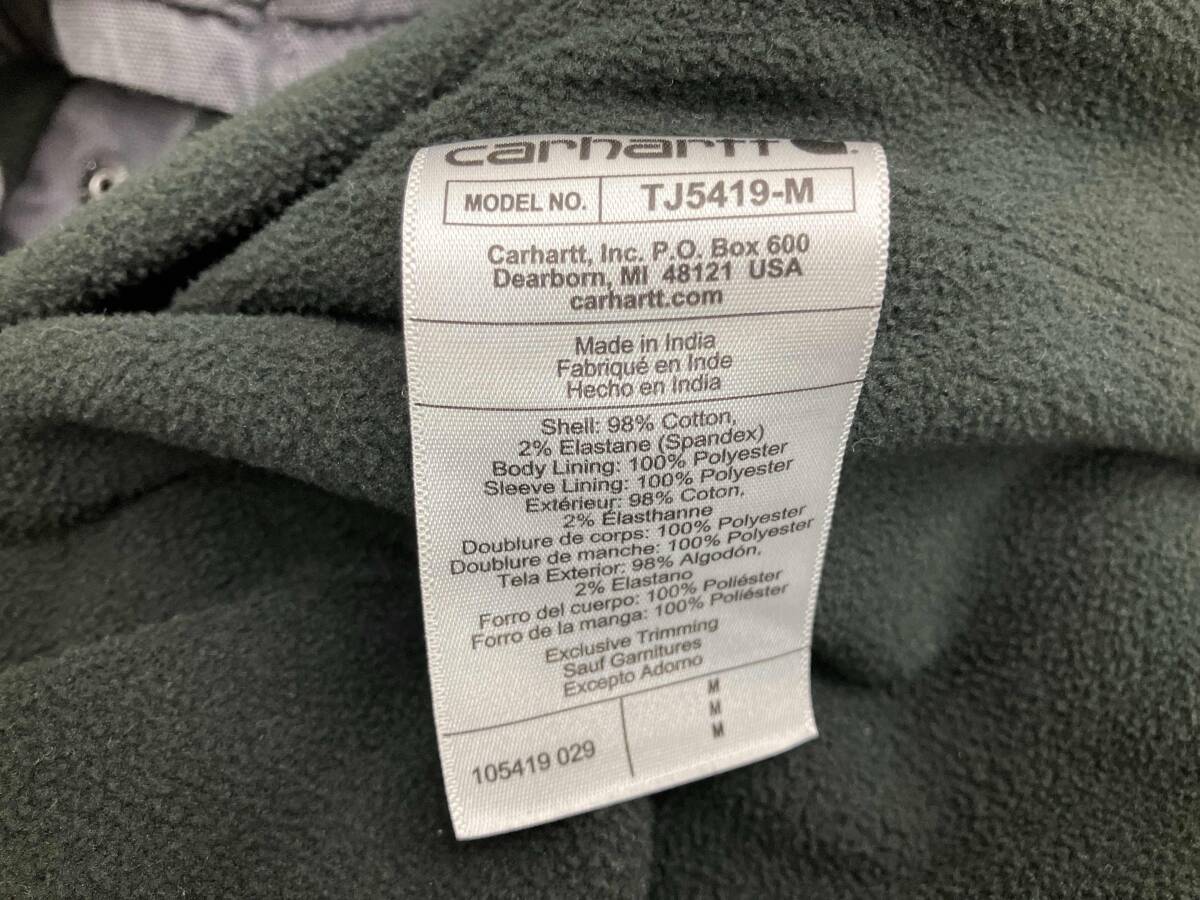 carhartt
MODEL NO. TJ5419-M
Carhartt, Inc. P.O. Box 600
Dearborn, MI 48121 USA
carhartt.com
Made in India
Fabriqué en Inde
Hecho en India
Shell: 98% Cotton,
2% Elastane (Spandex)
Body Lining: 100% Polyester
Sleeve Lining: 100% Polyester
Extérieur: 98% Coton,
2% Élasthanne
Doublure de corps: 100% Polyester
Doublure de manche: 100% Polyester
Tela Exterior: 98% Algodón,
2% Elastano
Forro del cuerpo: 100% Poliéster
Forro de la manga: 100% Poliéster
Exclusive Trimming
Sauf Garnitures
Excepto Adorno
M
M
105419 029 M